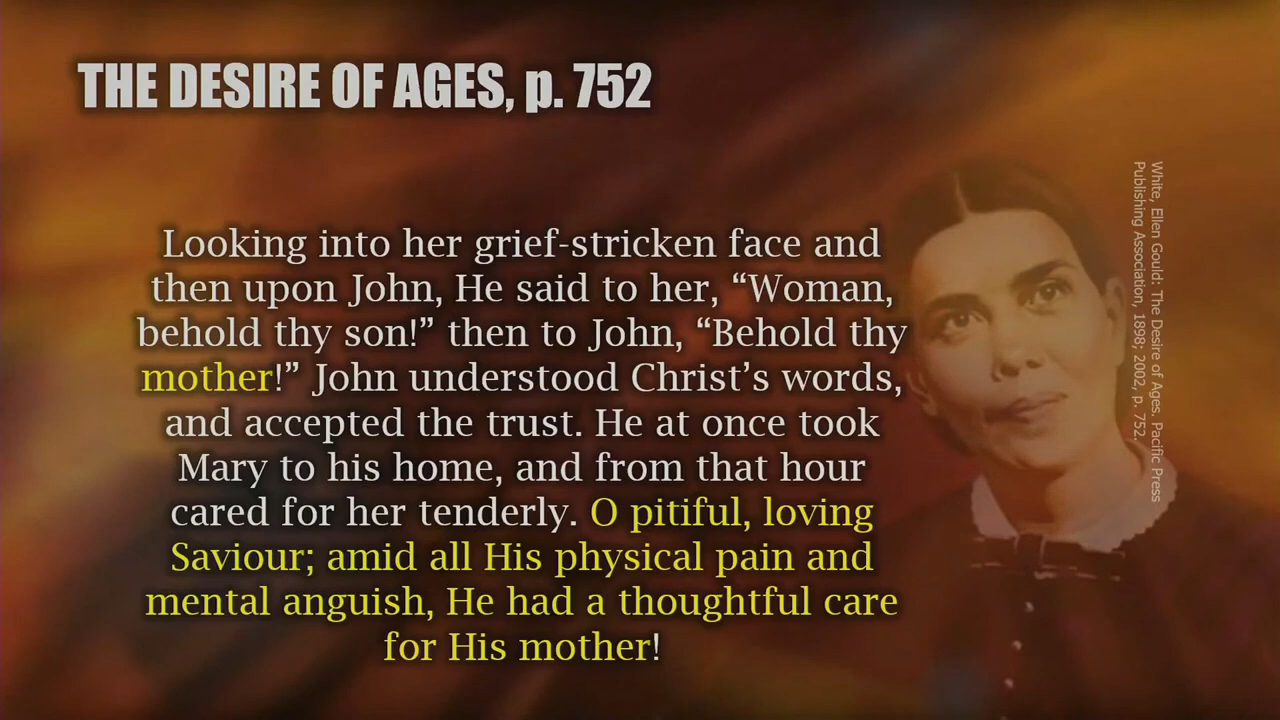 THE DESIRE OF AGES, p. 752
Looking into her grief-stricken face and
then upon John, He said to her, “Woman,
behold thy son!” then to John, “Behold thy
mother!” John understood Christ’s words,
and accepted the trust. He at once took
Mary to his home, and from that hour
cared for her tenderly. O pitiful, loving
Saviour; amid all His physical pain and
mental anguish, He had a thoughtful care
for His mother!
White, Ellen Gould: The Desire of Ages. Pacific Press
Publishing Association, 1898; 2002, p. 752.